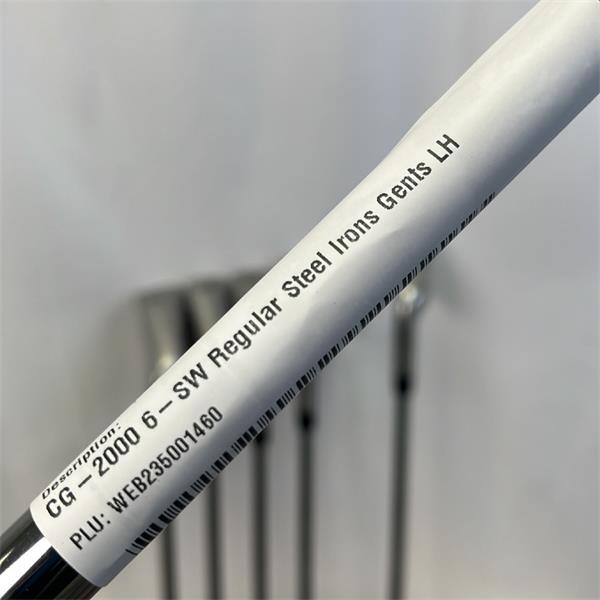 Description:
CG – 2000 6 – SW Regular Steel Irons Gents LH
PLU: WEB235001460